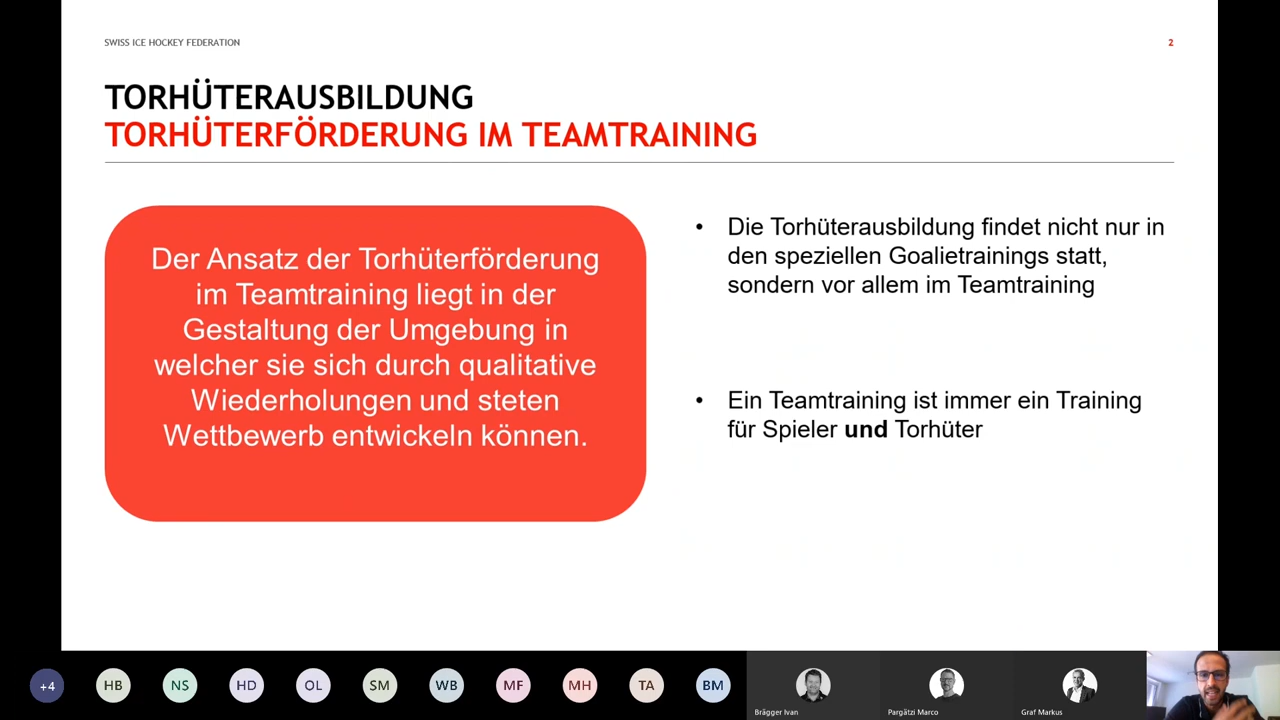 SWISS ICE HOCKEY FEDERATION
2
TORHÜTERAUSBILDUNG
TORHÜTERFÖRDERUNG IM TEAMTRAINING
Der Ansatz der Torhüterförderung
im Teamtraining liegt in der
Gestaltung der Umgebung in
welcher sie sich durch qualitative
Wiederholungen und steten
Wettbewerb entwickeln können.
• Die Torhüterausbildung findet nicht nur in
den speziellen Goalietrainings statt,
sondern vor allem im Teamtraining
• Ein Teamtraining ist immer ein Training
für Spieler und Torhüter
+4 HB NS HD OL SM WB MF MH TA BM
Brägger Ivan
Pargätzi Marco
Graf Markus